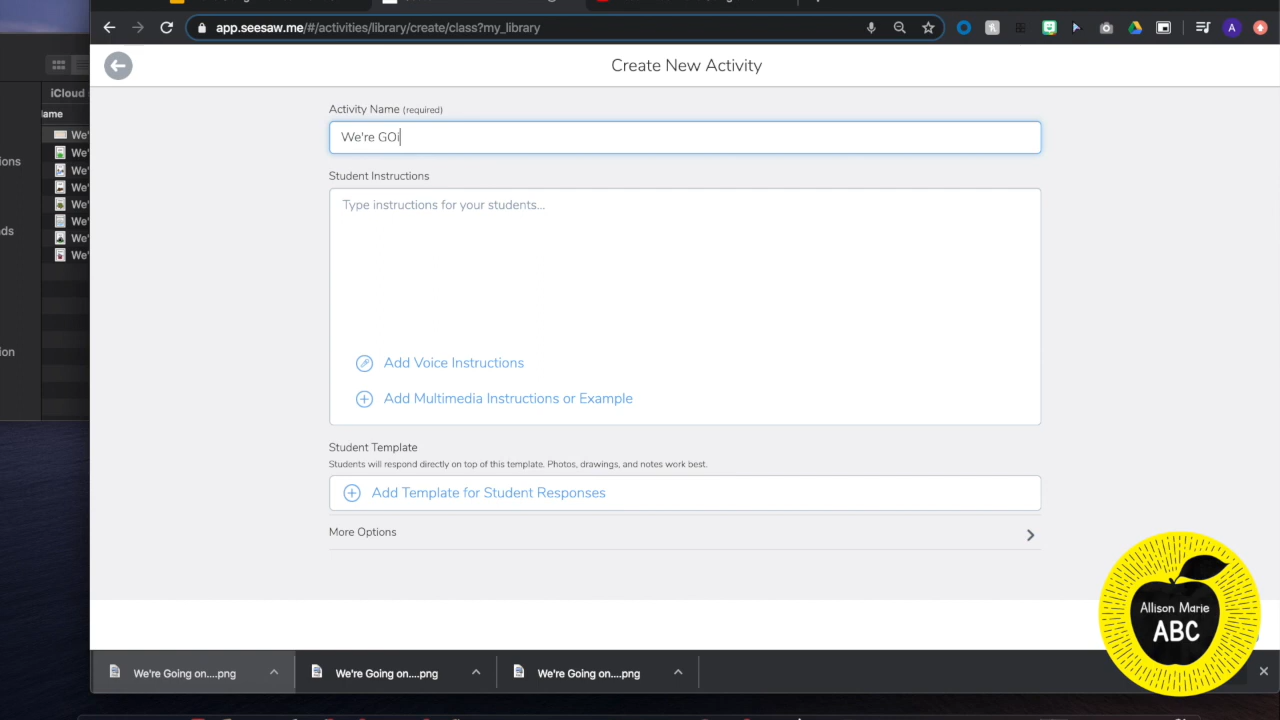 app.seesaw.me/#/activities/library/create/class?my_library
A
Create New Activity
iCloud
ame
We'
We'
We'
We'
We'
We'
We'
We'
ions
ds
ion
Activity Name (required)
We're GOi
Student Instructions
Type instructions for your students...
Add Voice Instructions
Add Multimedia Instructions or Example
Student Template
Students will respond directly on top of this template. Photos, drawings, and notes work best.
Add Template for Student Responses
More Options
Allison Marie
ABC
We're Going on....png
We're Going on....png
We're Going on....png